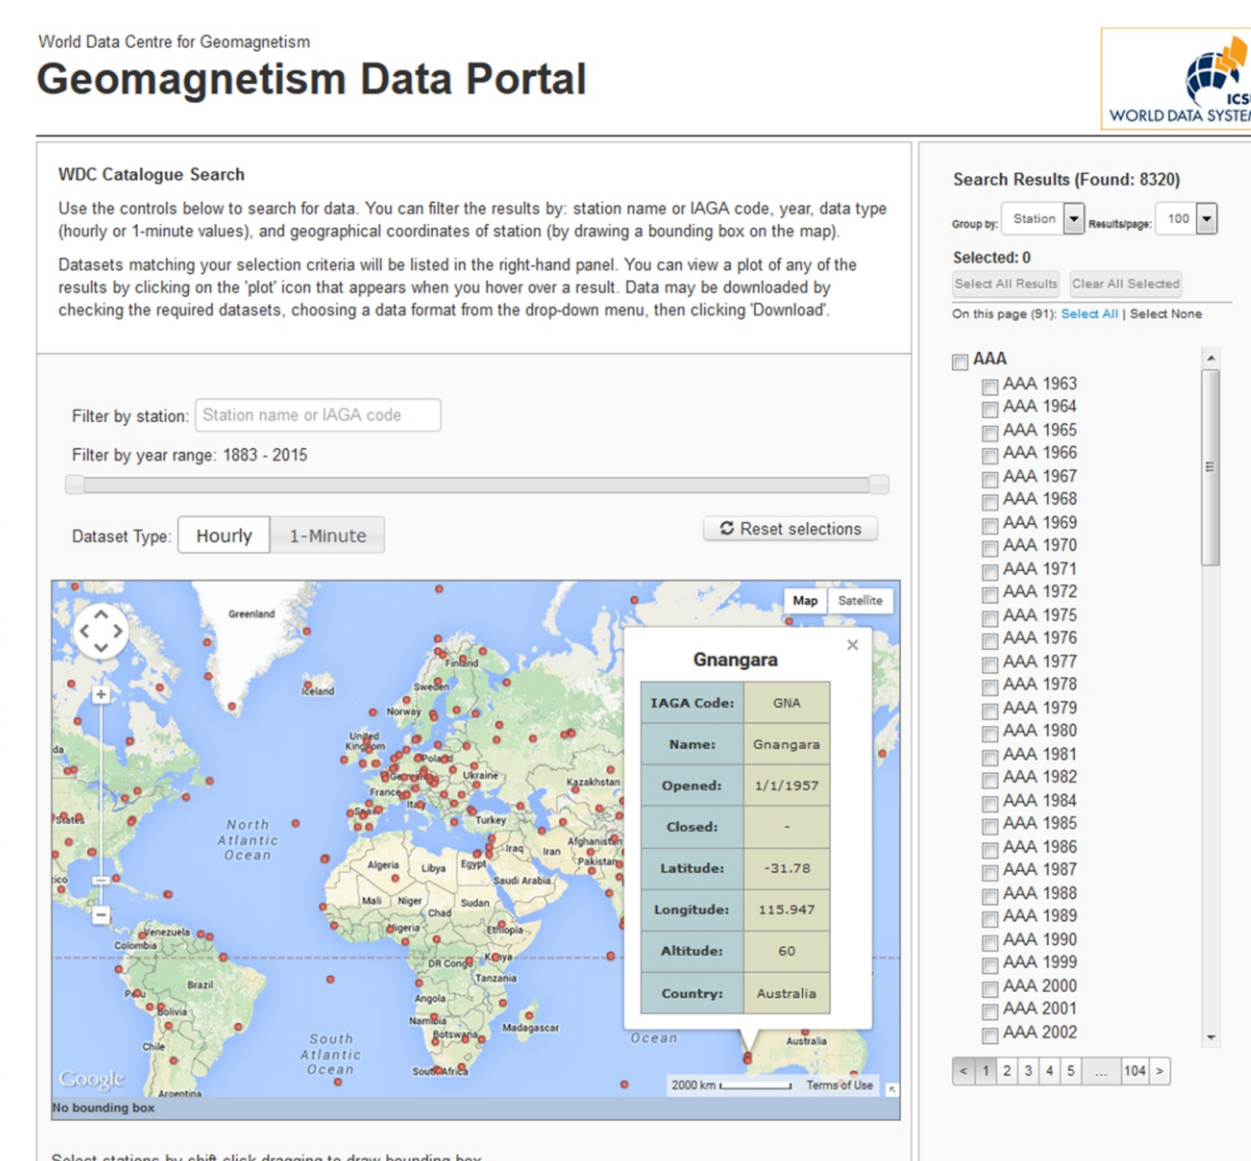 World Data Centre for Geomagnetism
Geomagnetism Data Portal
WORLD DATA
WDC Catalogue Search
Use the controls below to search for data. You can filter the results by: station name or IAGA code, year, data type
(hourly or 1-minute values), and geographical coordinates of station (by drawing a bounding box on the map).
Datasets matching your selection criteria will be listed in the right-hand panel. You can view a plot of any of the
results by clicking on the 'plot' icon that appears when you hover over a result. Data may be downloaded by
checking the required datasets, choosing a data format from the drop-down menu, then clicking 'Download'.
Filter by station: Station name or IAGA code
Filter by year range: 1883 - 2015
Dataset Type: Hourly 1-Minute
Reset selections
Map Satellite
Greenland
Iceland
Finland
Sweden
Norway
United
Kingdom
Poland
Ukraine
France
Italy
Kazakhstan
Turkey
North
Atlantic
Ocean
Iraq
Iran
Afghanistan
Pakistan
Algeria
Libya
Egypt
Saudi Arabia
Mali
Niger
Chad
Sudan
Nigeria
Ethiopia
Venezuela
Colombia
DR Congo
Kenya
Tanzania
Brazil
Peru
Bolivia
Angola
Namibia
Botswana
Madagascar
Chile
South
Atlantic
Ocean
South Africa
Argentina
Ocean
Australia
Google
2000 km
Terms of Use
No bounding box
Gnangara
IAGA Code: GNA
Name: Gnangara
Opened: 1/1/1957
Closed: -
Latitude: -31.78
Longitude: 115.947
Altitude: 60
Country: Australia
Select stations by shift-click dragging to draw bounding box
Search Results (Found: 8320)
Group by: Station Results/page: 100
Selected: 0
Select All Results Clear All Selected
On this page (91): Select All | Select None
AAA
AAA 1963
AAA 1964
AAA 1965
AAA 1966
AAA 1967
AAA 1968
AAA 1969
AAA 1970
AAA 1971
AAA 1972
AAA 1975
AAA 1976
AAA 1977
AAA 1978
AAA 1979
AAA 1980
AAA 1981
AAA 1982
AAA 1984
AAA 1985
AAA 1986
AAA 1987
AAA 1988
AAA 1989
AAA 1990
AAA 1999
AAA 2000
AAA 2001
AAA 2002
< 1 2 3 4 5 ... 104 >